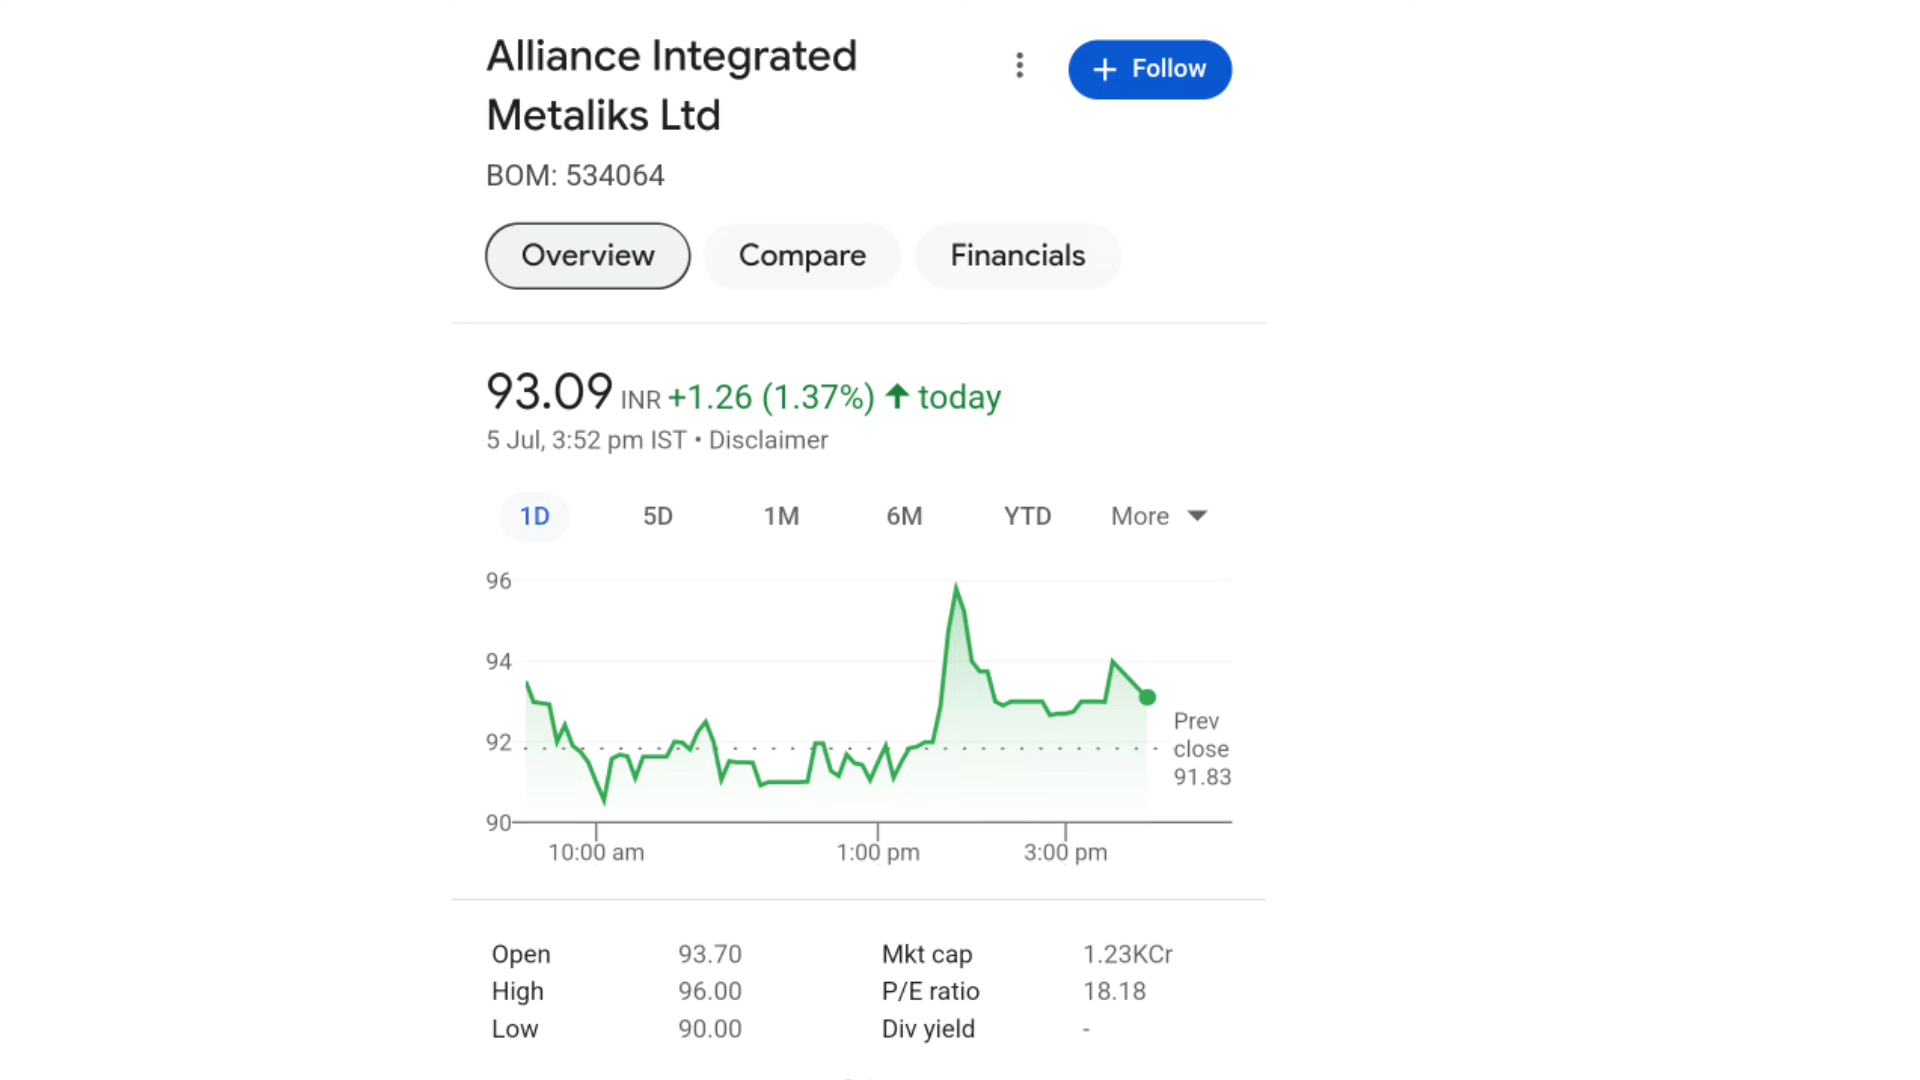 Alliance Integrated
Metaliks Ltd
+ Follow
BOM: 534064
Overview Compare Financials
93.09 INR +1.26 (1.37%) ↑ today
5 Jul, 3:52 pm IST • Disclaimer
1D 5D 1M 6M YTD More
96
94
92
90
Prev
close
91.83
10:00 am 1:00 pm 3:00 pm
Open 93.70 Mkt cap 1.23KCr
High 96.00 P/E ratio 18.18
Low 90.00 Div yield -